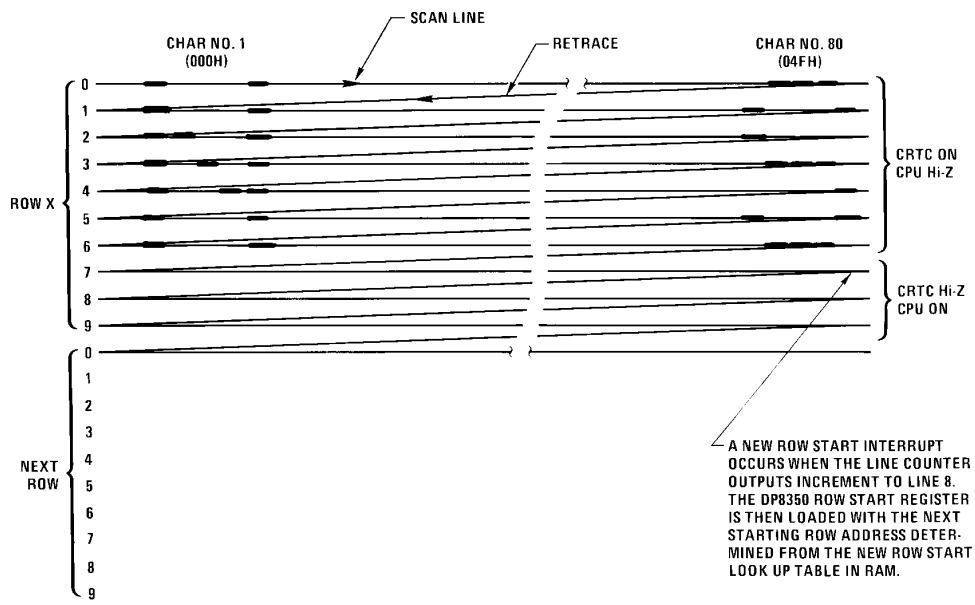 SCAN LINE
CHAR NO. 1
(000H)
RETRACE
CHAR NO. 80
(04FH)
ROW X
0
1
2
3
4
5
6
7
8
9
CRTC ON
CPU Hi-Z
CRTC Hi-Z
CPU ON
NEXT
ROW
0
1
2
3
4
5
6
7
8
9
A NEW ROW START INTERRUPT
OCCURS WHEN THE LINE COUNTER
OUTPUTS INCREMENT TO LINE 8.
THE DP8350 ROW START REGISTER
IS THEN LOADED WITH THE NEXT
STARTING ROW ADDRESS DETER-
MINED FROM THE NEW ROW START
LOOK UP TABLE IN RAM.